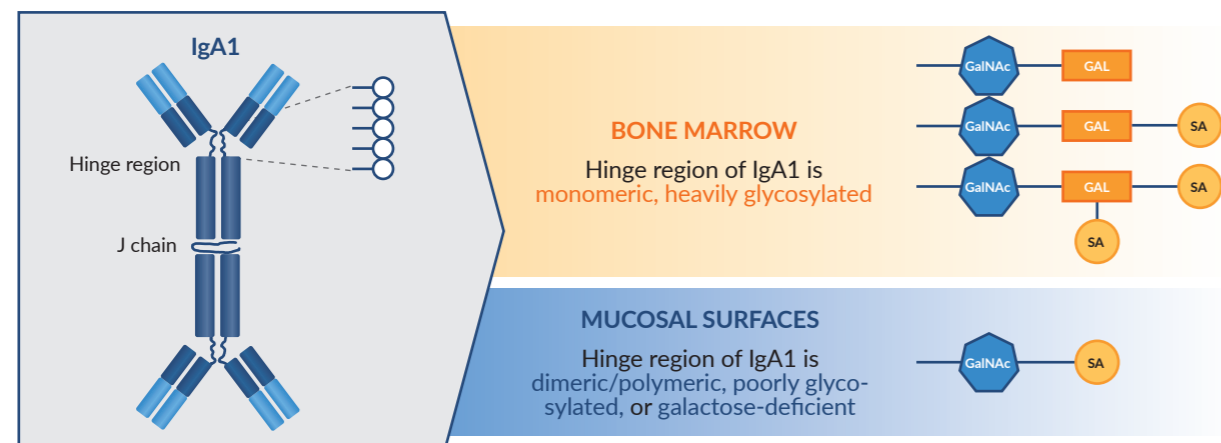 IgA1
Hinge region
J chain
BONE MARROW
Hinge region of IgA1 is
monomeric, heavily glycosylated
GalNAc GAL
GalNAc GAL SA
GalNAc GAL SA
SA
MUCOSAL SURFACES
Hinge region of IgA1 is
dimeric/polymeric, poorly glyco-
sylated, or galactose-deficient
GalNAc SA